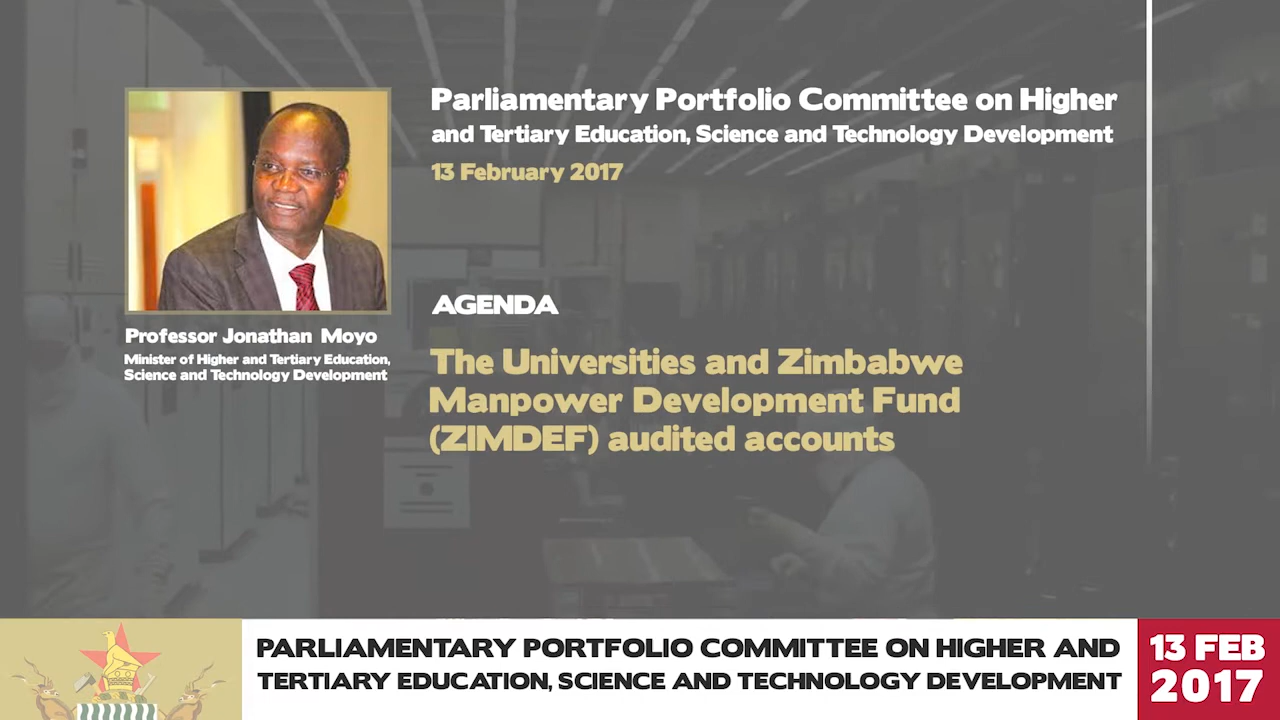 Parliamentary Portfolio Committee on Higher
and Tertiary Education, Science and Technology Development
13 February 2017
Professor Jonathan Moyo
Minister of Higher and Tertiary Education,
Science and Technology Development
AGENDA
The Universities and Zimbabwe
Manpower Development Fund
(ZIMDEF) audited accounts
PARLIAMENTARY PORTFOLIO COMMITTEE ON HIGHER AND
TERTIARY EDUCATION, SCIENCE AND TECHNOLOGY DEVELOPMENT
13 FEB
2017